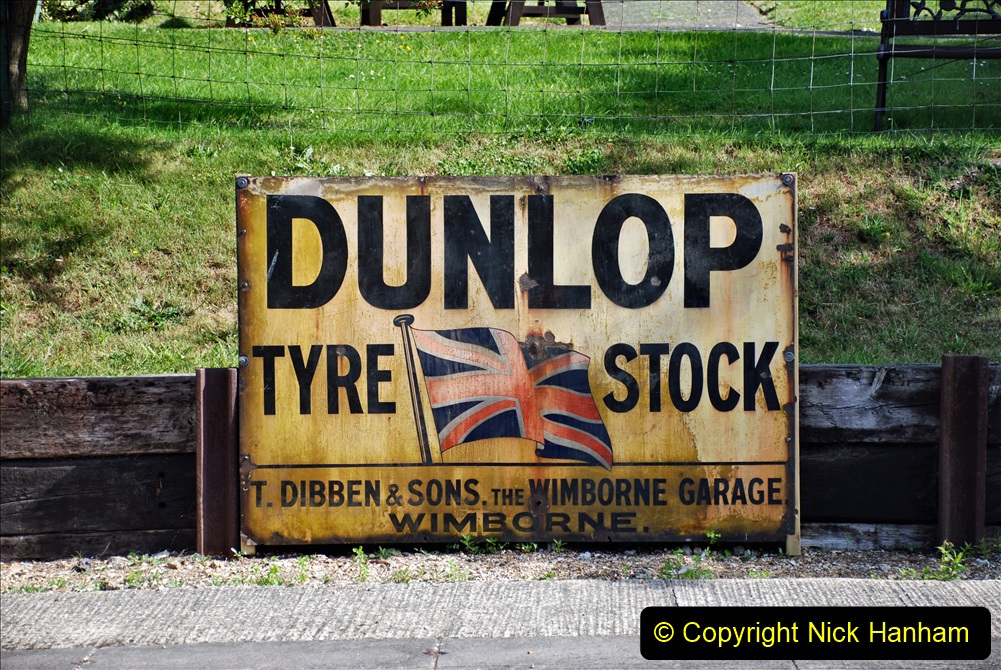 DUNLOP
TYRE STOCK
T. DIBBEN & SONS. THE WIMBORNE GARAGE.
WIMBORNE.
© Copyright Nick Hanham